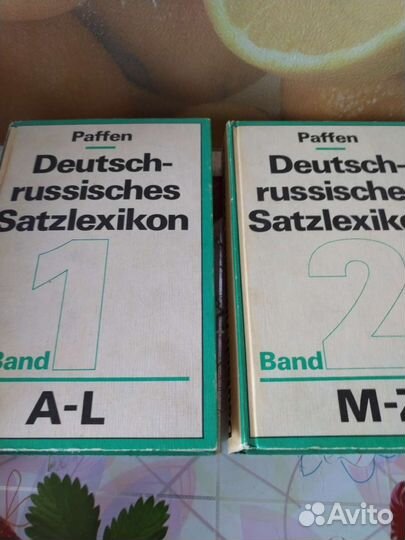 Paffen
Deutsch-
russisches
Satzlexikon
Band 1
A-L
Paffen
Deutsch-
russische
Satzlexiko
Band 2
M-Z
Avito